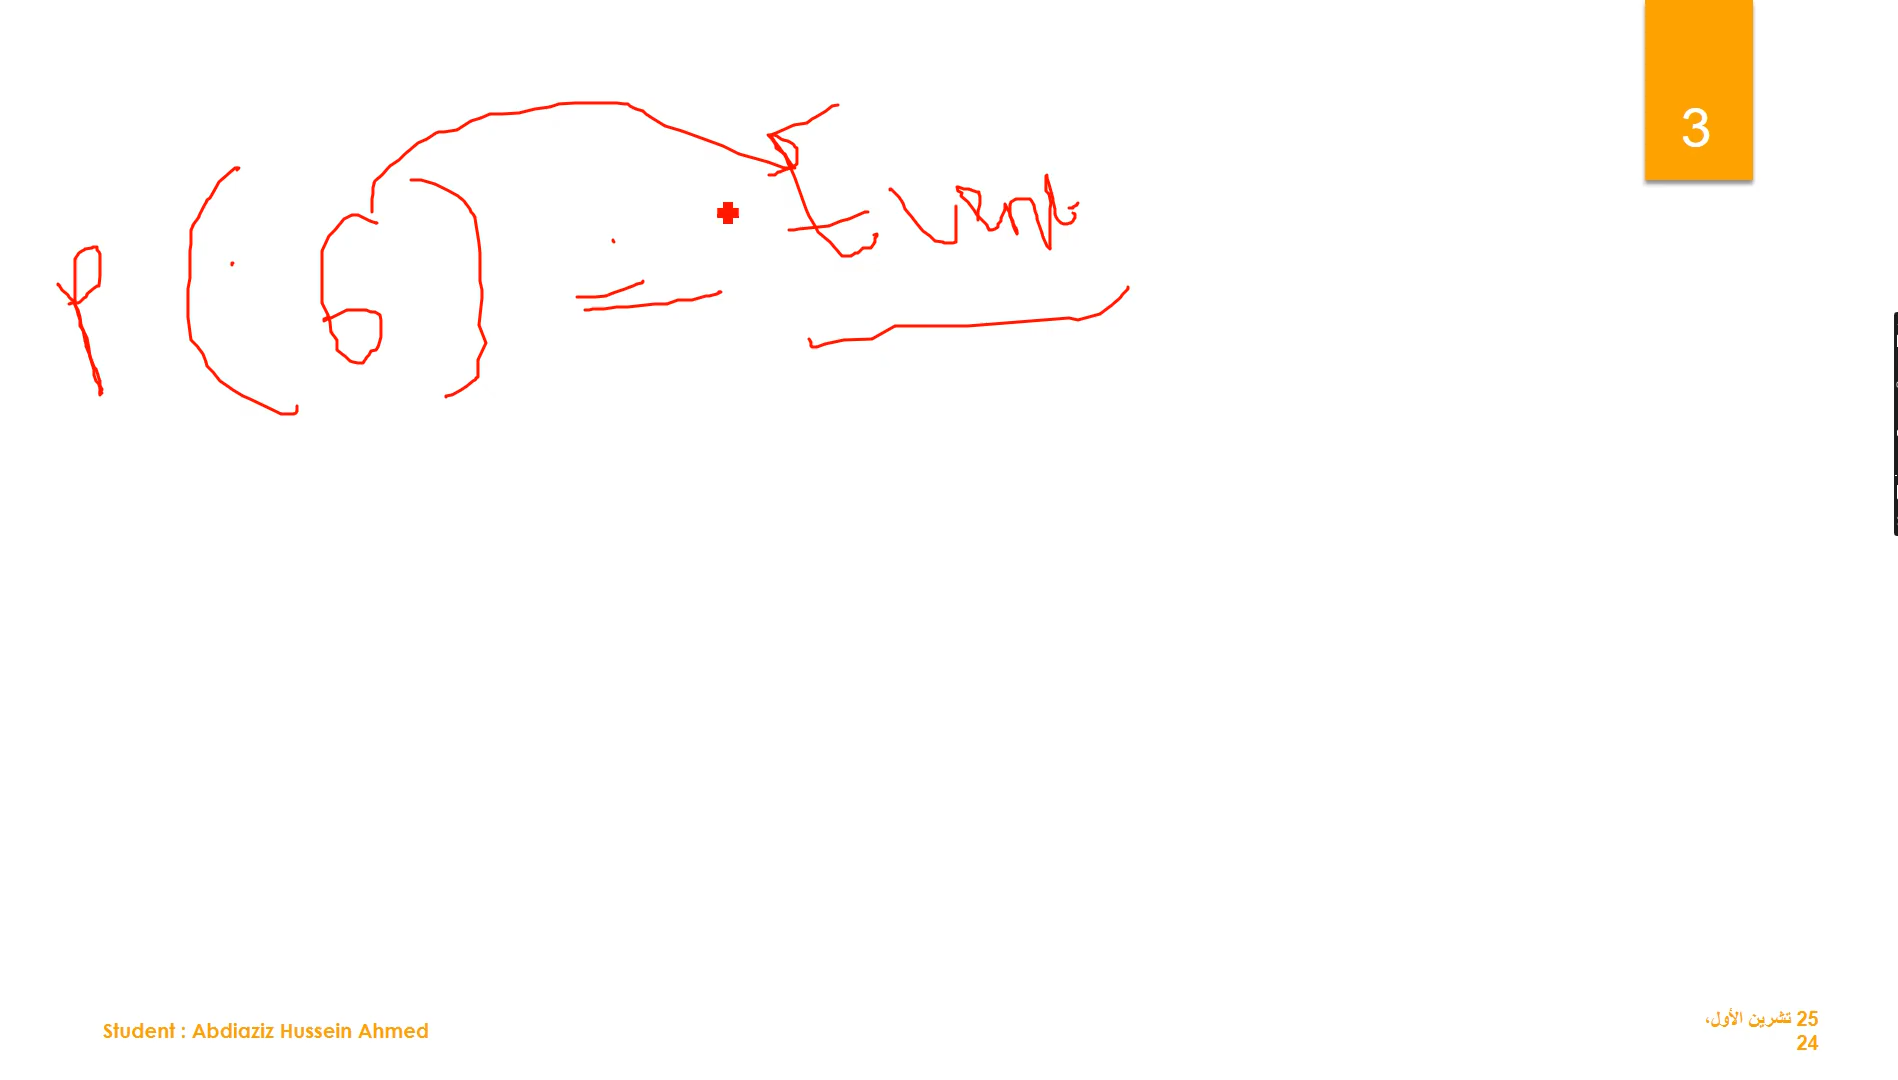 3
P (6) = Event
Student : Abdiaziz Hussein Ahmed
25 تشرين الأول،
24